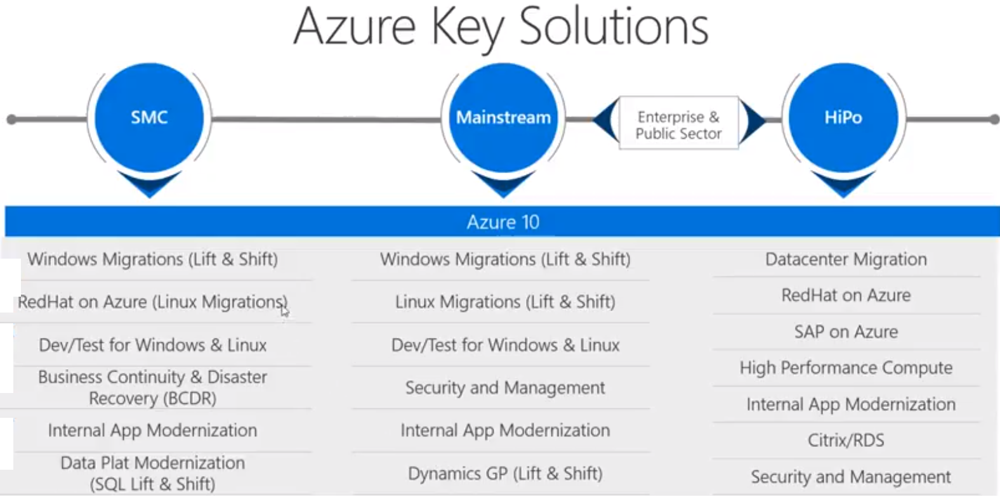 Azure Key Solutions
SMC
Mainstream
Enterprise &
Public Sector
HiPo
Azure 10
Windows Migrations (Lift & Shift)
RedHat on Azure (Linux Migrations)
Dev/Test for Windows & Linux
Business Continuity & Disaster
Recovery (BCDR)
Internal App Modernization
Data Plat Modernization
(SQL Lift & Shift)
Windows Migrations (Lift & Shift)
Linux Migrations (Lift & Shift)
Dev/Test for Windows & Linux
Security and Management
Internal App Modernization
Dynamics GP (Lift & Shift)
Datacenter Migration
RedHat on Azure
SAP on Azure
High Performance Compute
Internal App Modernization
Citrix/RDS
Security and Management